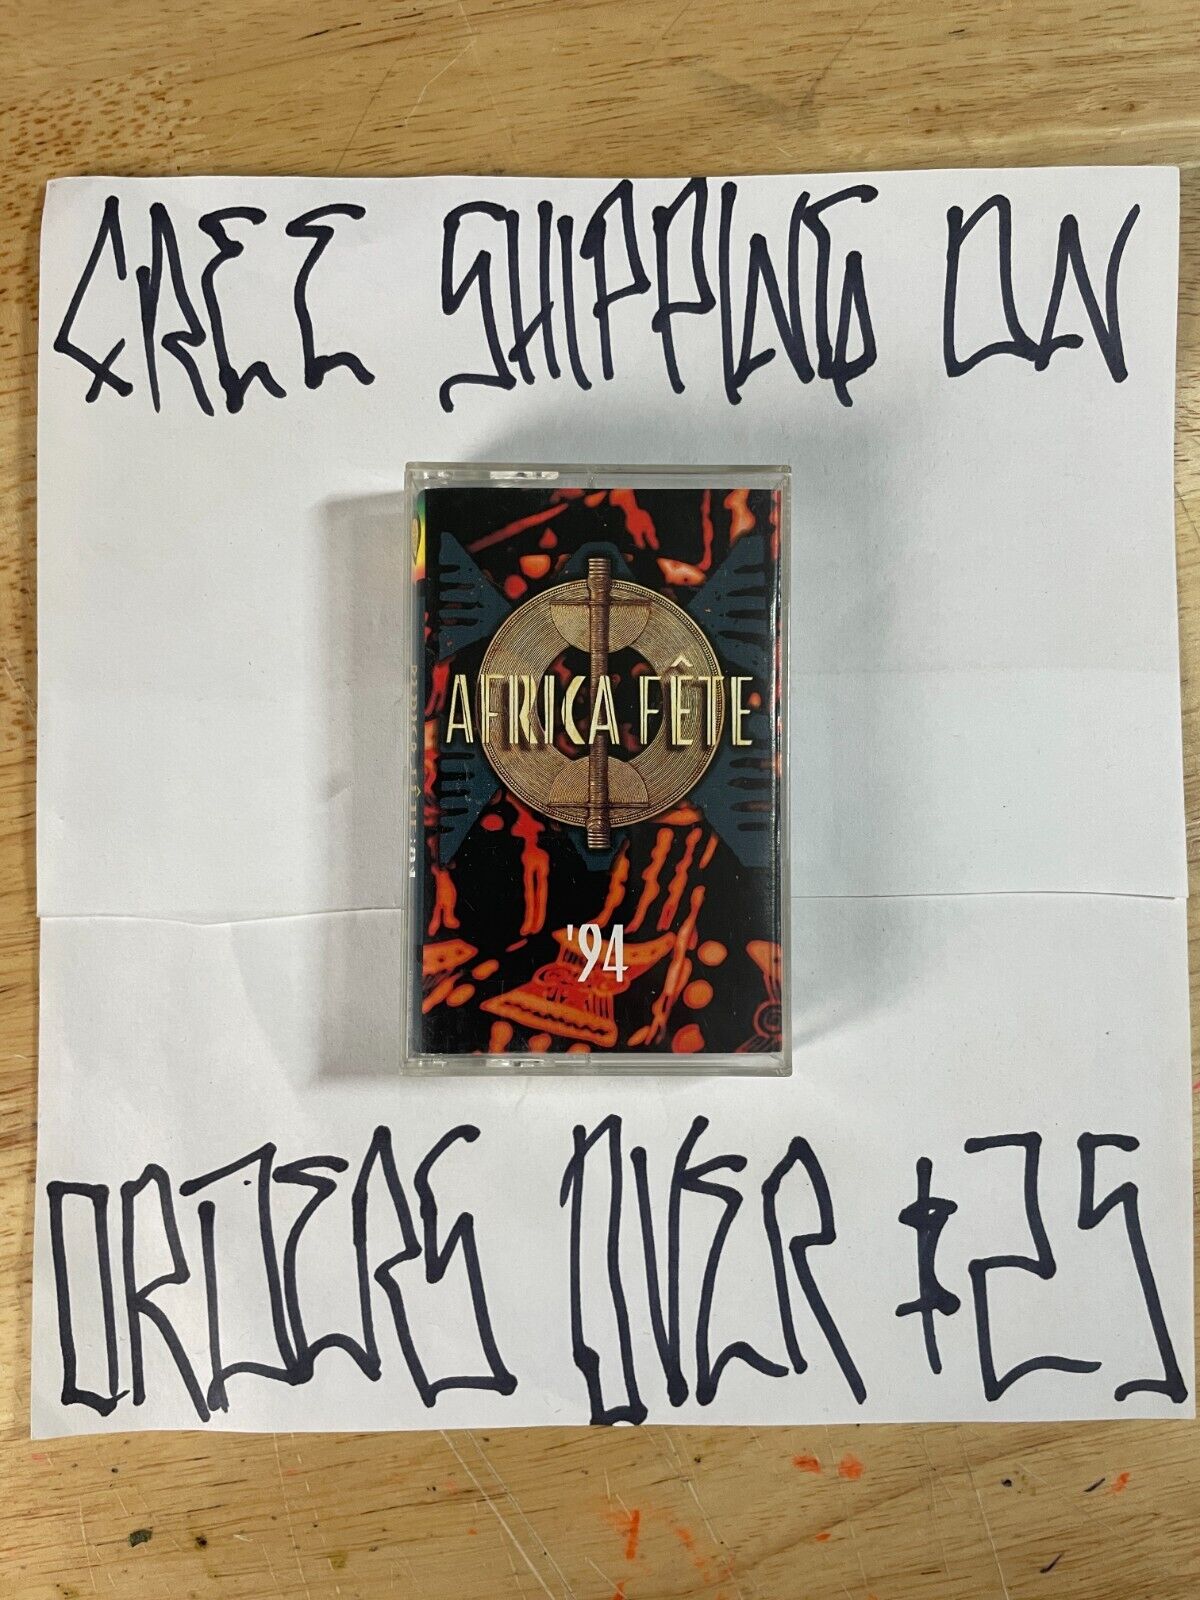 FREE SHIPPING ON
AFRICA FÊTE
'94
ORDERS OVER $25